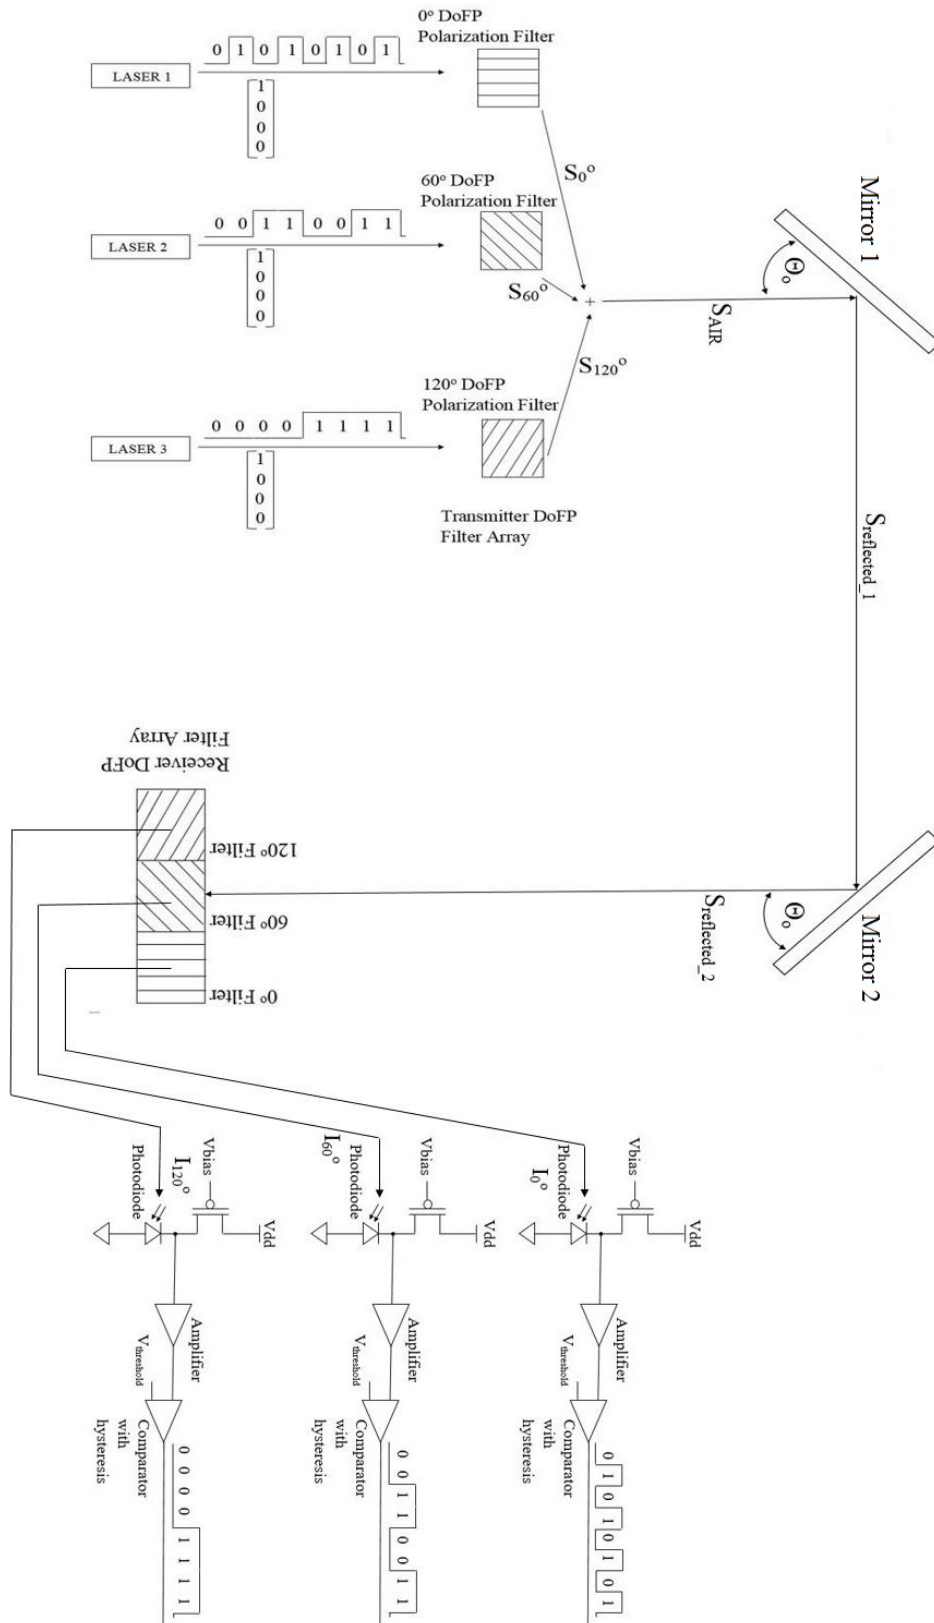 0° DoFP
Polarization Filter
0 1 0 1 0 1 0 1
LASER 1
1
0
0
0
S0°
60° DoFP
Polarization Filter
0 0 1 1 0 0 1 1
LASER 2
1
0
0
0
S60°
+
120° DoFP
Polarization Filter
S120°
0 0 0 0 1 1 1 1
LASER 3
1
0
0
0
Transmitter DoFP
Filter Array
Mirror 1
Θo
SAIR
Sreflected_1
Mirror 2
Θo
Sreflected_2
Receiver DoFP
Filter Array
120° Filter
60° Filter
0° Filter
I120°
Photodiode
Vbias
Vdd
Amplifier
Vthreshold
Comparator
with
hysteresis
0 0 0 0 1 1 1 1
I60°
Photodiode
Vbias
Vdd
Amplifier
Vthreshold
Comparator
with
hysteresis
0 0 1 1 0 0 1 1
I0°
Photodiode
Vbias
Vdd
Amplifier
Vthreshold
Comparator
with
hysteresis
0 1 0 1 0 1 0 1